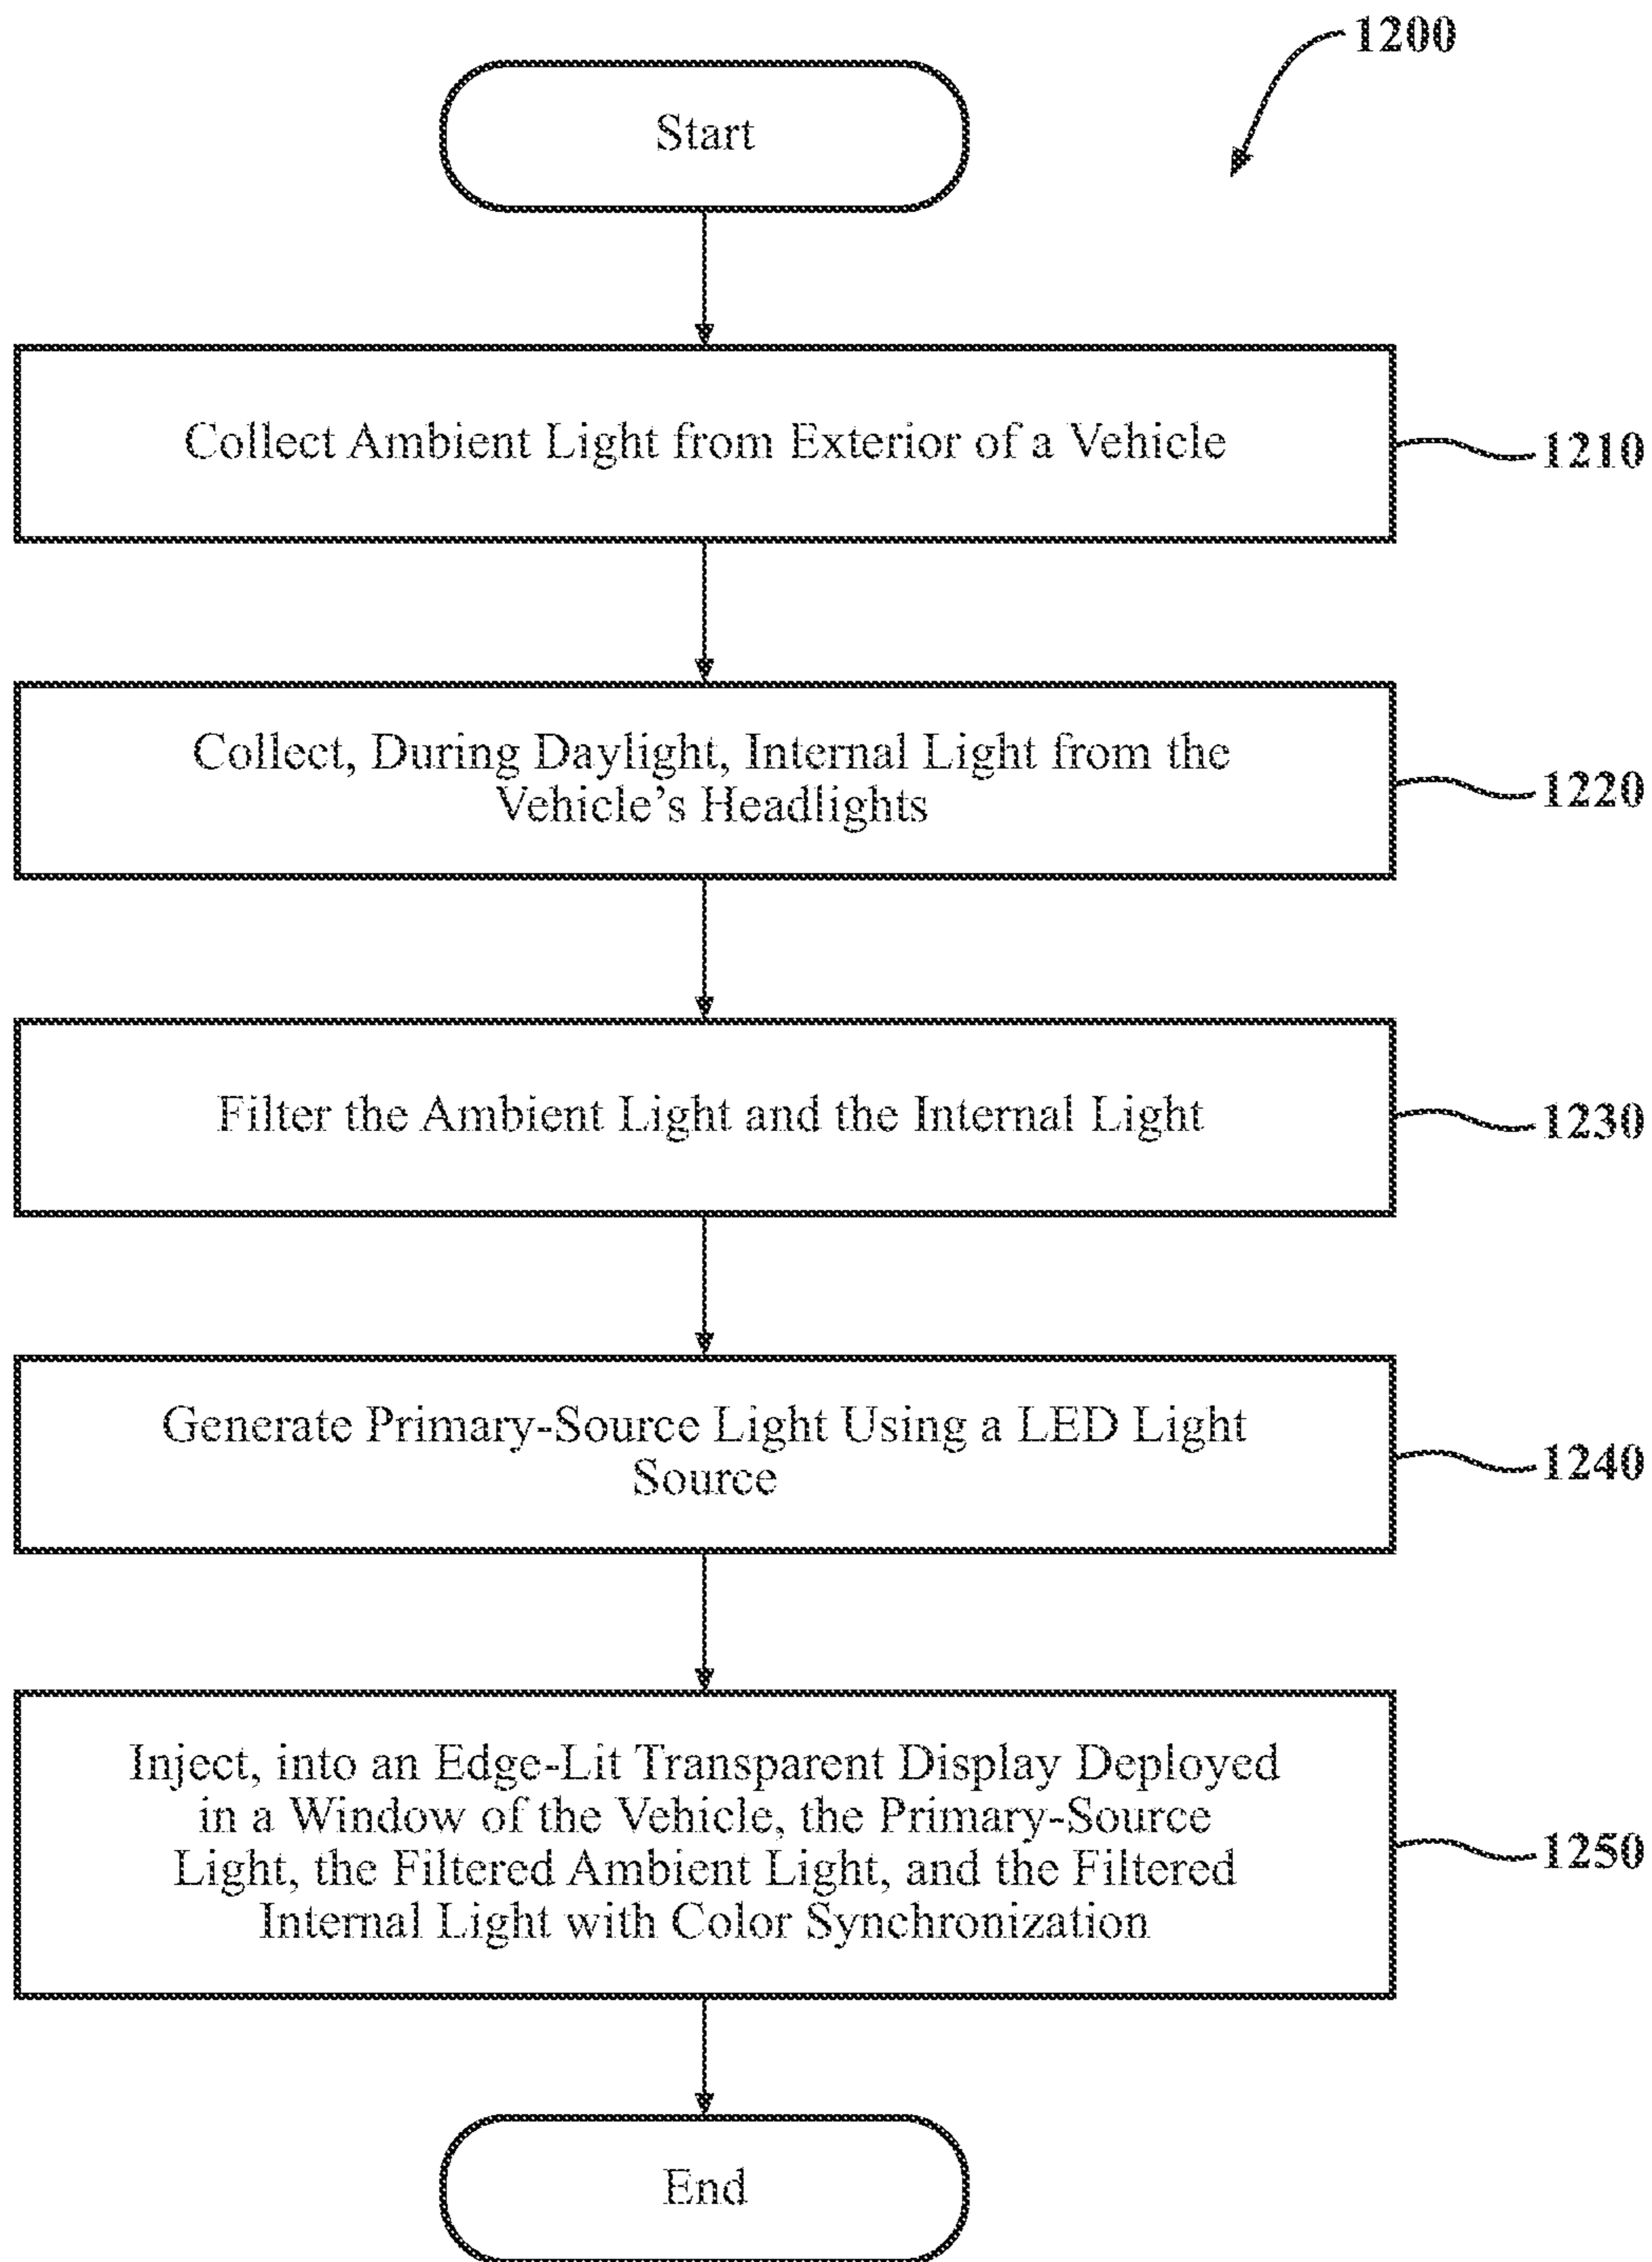 1200
Start
Collect Ambient Light from Exterior of a Vehicle
1210
Collect, During Daylight, Internal Light from the
Vehicle's Headlights
1220
Filter the Ambient Light and the Internal Light
1230
Generate Primary-Source Light Using a LED Light
Source
1240
Inject, into an Edge-Lit Transparent Display Deployed
in a Window of the Vehicle, the Primary-Source
Light, the Filtered Ambient Light, and the Filtered
Internal Light with Color Synchronization
1250
End